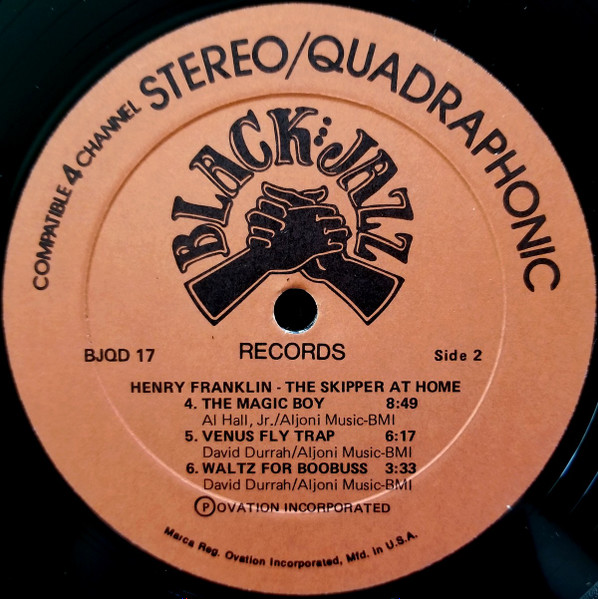 COMPATIBLE 4 CHANNEL STEREO/QUADRAPHONIC
BLACK JAZZ
RECORDS
BJQD 17
Side 2
HENRY FRANKLIN - THE SKIPPER AT HOME
4. THE MAGIC BOY 8:49
Al Hall, Jr./Aljoni Music-BMI
5. VENUS FLY TRAP 6:17
David Durrah/Aljoni Music-BMI
6. WALTZ FOR BOOBUSS 3:33
David Durrah/Aljoni Music-BMI
Ⓟ OVATION INCORPORATED
Marca Reg. Ovation Incorporated, Mfd. in U.S.A.